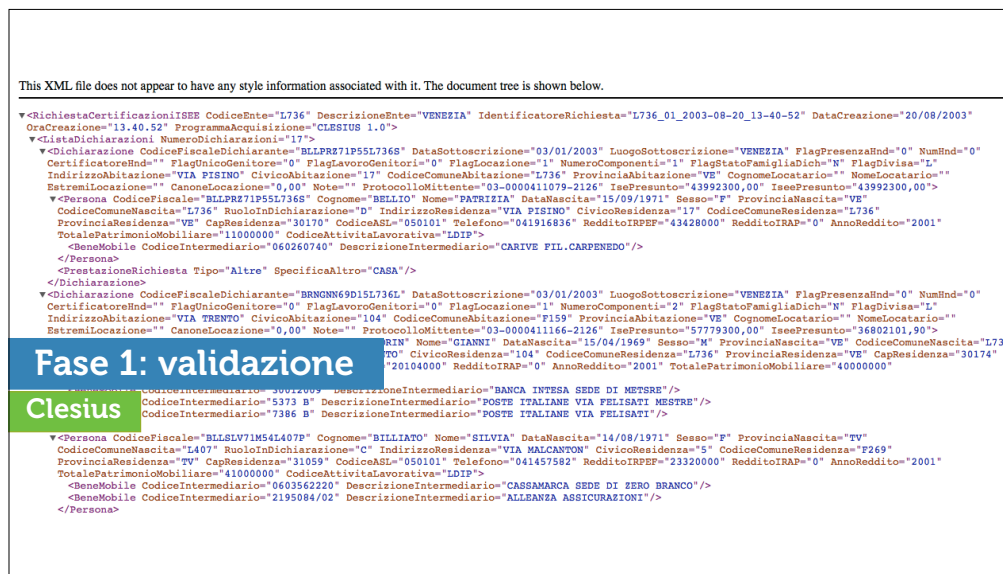 This XML file does not appear to have any style information associated with it. The document tree is shown below.
▼<RichiestaCertificazioniISEE CodiceEnte="L736" DescrizioneEnte="VENEZIA" IdentificatoreRichiesta="L736_01_2003-08-20_13-40-52" DataCreazione="20/08/2003"
OraCreazione="13.40.52" ProgrammaAcquisizione="CLESIUS 1.0">
▼<ListaDichiarazioni NumeroDichiarazioni="17">
▼<Dichiarazione CodiceFiscaleDichiarante="BLLPRZ71P55L736S" DataSottoscrizione="03/01/2003" LuogoSottoscrizione="VENEZIA" FlagPresenzaHnd="0" NumHnd="0"
CertificatoreHnd="" FlagUnicoGenitore="0" FlagLavoroGenitori="0" FlagLocazione="1" NumeroComponenti="1" FlagStatoFamigliaDich="N" FlagDivisa="L"
IndirizzoAbitazione="VIA PISINO" CivicoAbitazione="17" CodiceComuneAbitazione="L736" ProvinciaAbitazione="VE" CognomeLocatario="" NomeLocatario=""
EstremiLocazione="" CanoneLocazione="0,00" Note="" ProtocolloMittente="03-0000411079-2126" IsePresunto="43992300,00" IseePresunto="43992300,00">
▼<Persona CodiceFiscale="BLLPRZ71P55L736S" Cognome="BELLIO" Nome="PATRIZIA" DataNascita="15/09/1971" Sesso="F" ProvinciaNascita="VE"
CodiceComuneNascita="L736" RuoloInDichiarazione="D" IndirizzoResidenza="VIA PISINO" CivicoResidenza="17" CodiceComuneResidenza="L736"
ProvinciaResidenza="VE" CapResidenza="30170" CodiceASL="050101" Telefono="041916836" RedditoIRPEF="43428000" RedditoIRAP="0" AnnoReddito="2001"
TotalePatrimonioMobiliare="11000000" CodiceAttivitaLavorativa="LDIP">
<BeneMobile CodiceIntermediario="060260740" DescrizioneIntermediario="CARIVE FIL.CARPENEDO"/>
</Persona>
<PrestazioneRichiesta Tipo="Altre" SpecificaAltro="CASA"/>
</Dichiarazione>
▼<Dichiarazione CodiceFiscaleDichiarante="BRNGNN69D15L736L" DataSottoscrizione="03/01/2003" LuogoSottoscrizione="VENEZIA" FlagPresenzaHnd="0" NumHnd="0"
CertificatoreHnd="" FlagUnicoGenitore="0" FlagLavoroGenitori="0" FlagLocazione="1" NumeroComponenti="2" FlagStatoFamigliaDich="N" FlagDivisa="L"
IndirizzoAbitazione="VIA TRENTO" CivicoAbitazione="104" CodiceComuneAbitazione="F159" ProvinciaAbitazione="VE" CognomeLocatario="" NomeLocatario=""
EstremiLocazione="" CanoneLocazione="0,00" Note="" ProtocolloMittente="03-0000411166-2126" IsePresunto="57779300,00" IseePresunto="36802101,90">
ORIN" Nome="GIANNI" DataNascita="15/04/1969" Sesso="M" ProvinciaNascita="VE" CodiceComuneNascita="L73
NTO" CivicoResidenza="104" CodiceComuneResidenza="L736" ProvinciaResidenza="VE" CapResidenza="30174"
"20104000" RedditoIRAP="0" AnnoReddito="2001" TotalePatrimonioMobiliare="40000000"
Fase 1: validazione
DescrizioneIntermediario="BANCA INTESA SEDE DI METSRE"/>
CodiceIntermediario="5373 B" DescrizioneIntermediario="POSTE ITALIANE VIA FELISATI MESTRE"/>
Clesius
CodiceIntermediario="7386 B" DescrizioneIntermediario="POSTE ITALIANE VIA FELISATI"/>
▼<Persona CodiceFiscale="BLLSLV71M54L407P" Cognome="BILLIATO" Nome="SILVIA" DataNascita="14/08/1971" Sesso="F" ProvinciaNascita="TV"
CodiceComuneNascita="L407" RuoloInDichiarazione="C" IndirizzoResidenza="VIA MALCANTON" CivicoResidenza="5" CodiceComuneResidenza="F269"
ProvinciaResidenza="TV" CapResidenza="31059" CodiceASL="050101" Telefono="041457582" RedditoIRPEF="23320000" RedditoIRAP="0" AnnoReddito="2001"
TotalePatrimonioMobiliare="41000000" CodiceAttivitaLavorativa="LDIP">
<BeneMobile CodiceIntermediario="0603562220" DescrizioneIntermediario="CASSAMARCA SEDE DI ZERO BRANCO"/>
<BeneMobile CodiceIntermediario="2195084/02" DescrizioneIntermediario="ALLEANZA ASSICURAZIONI"/>
</Persona>